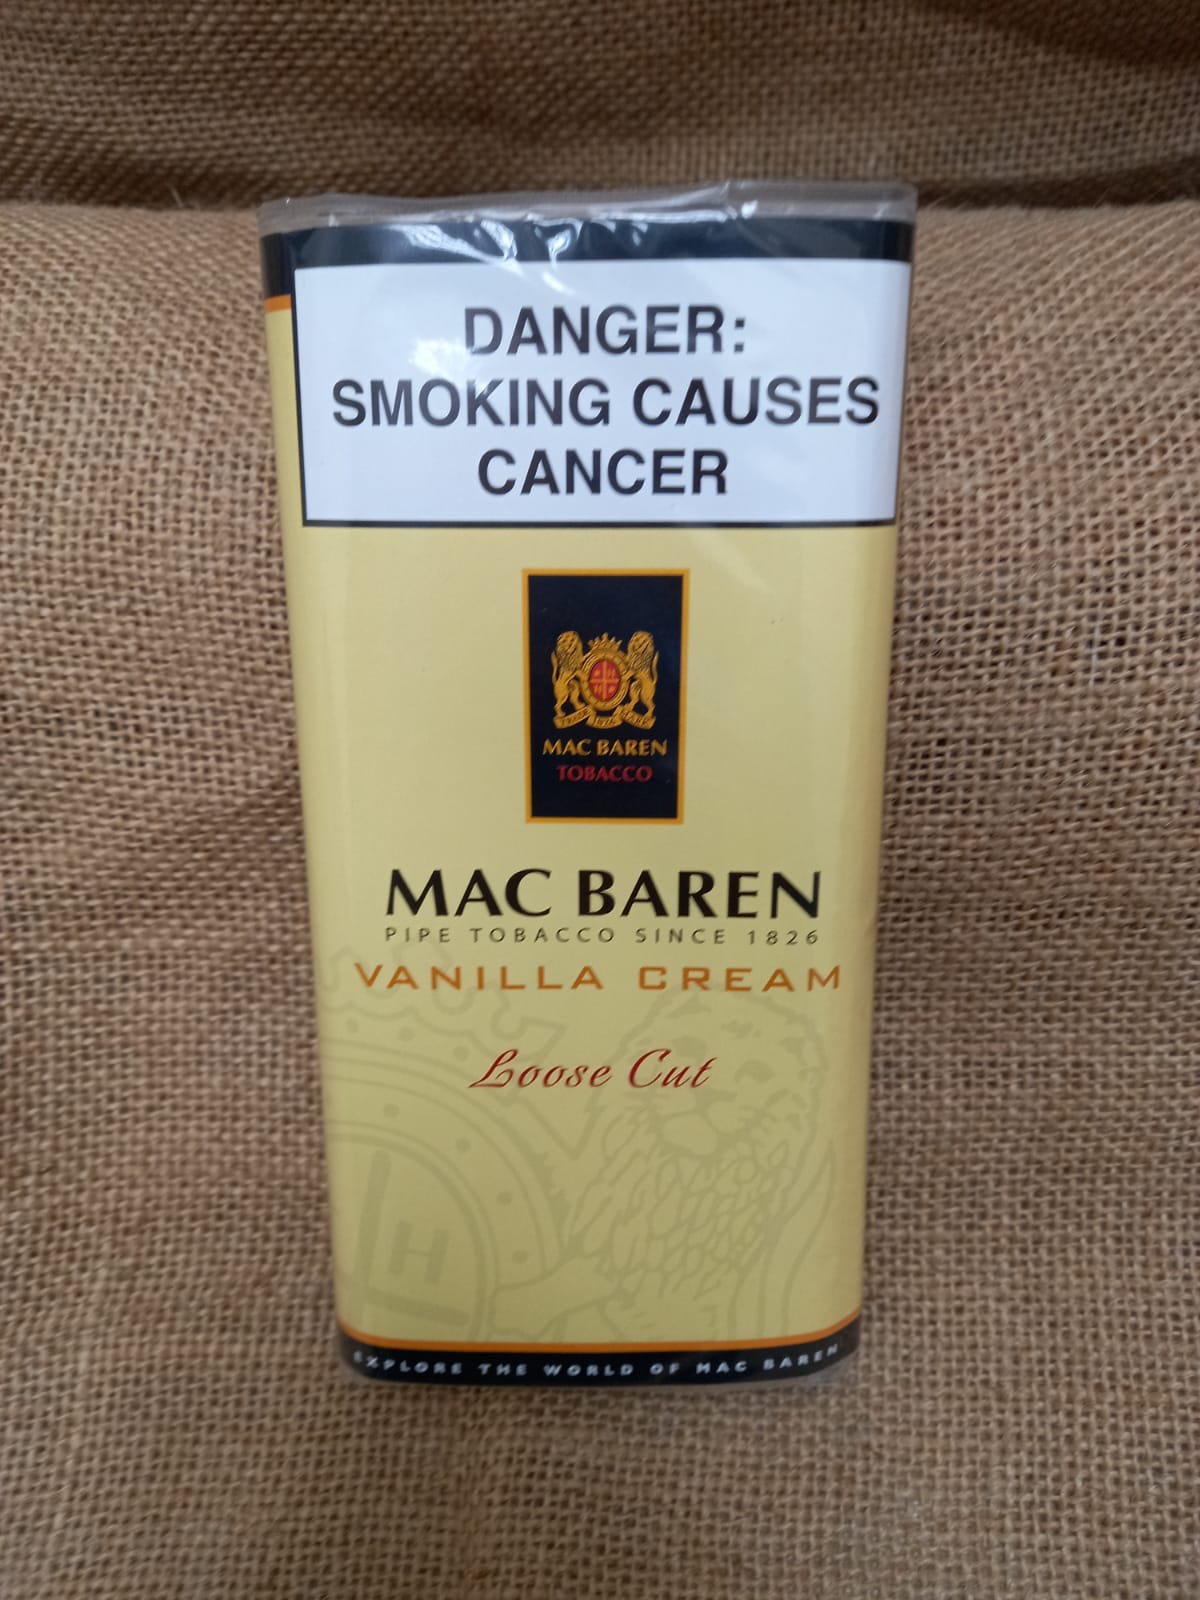 DANGER:
SMOKING CAUSES
CANCER
MAC BAREN
TOBACCO
MAC BAREN
PIPE TOBACCO SINCE 1826
VANILLA CREAM
Loose Cut
H
EXPLORE THE WORLD OF MAC BAREN